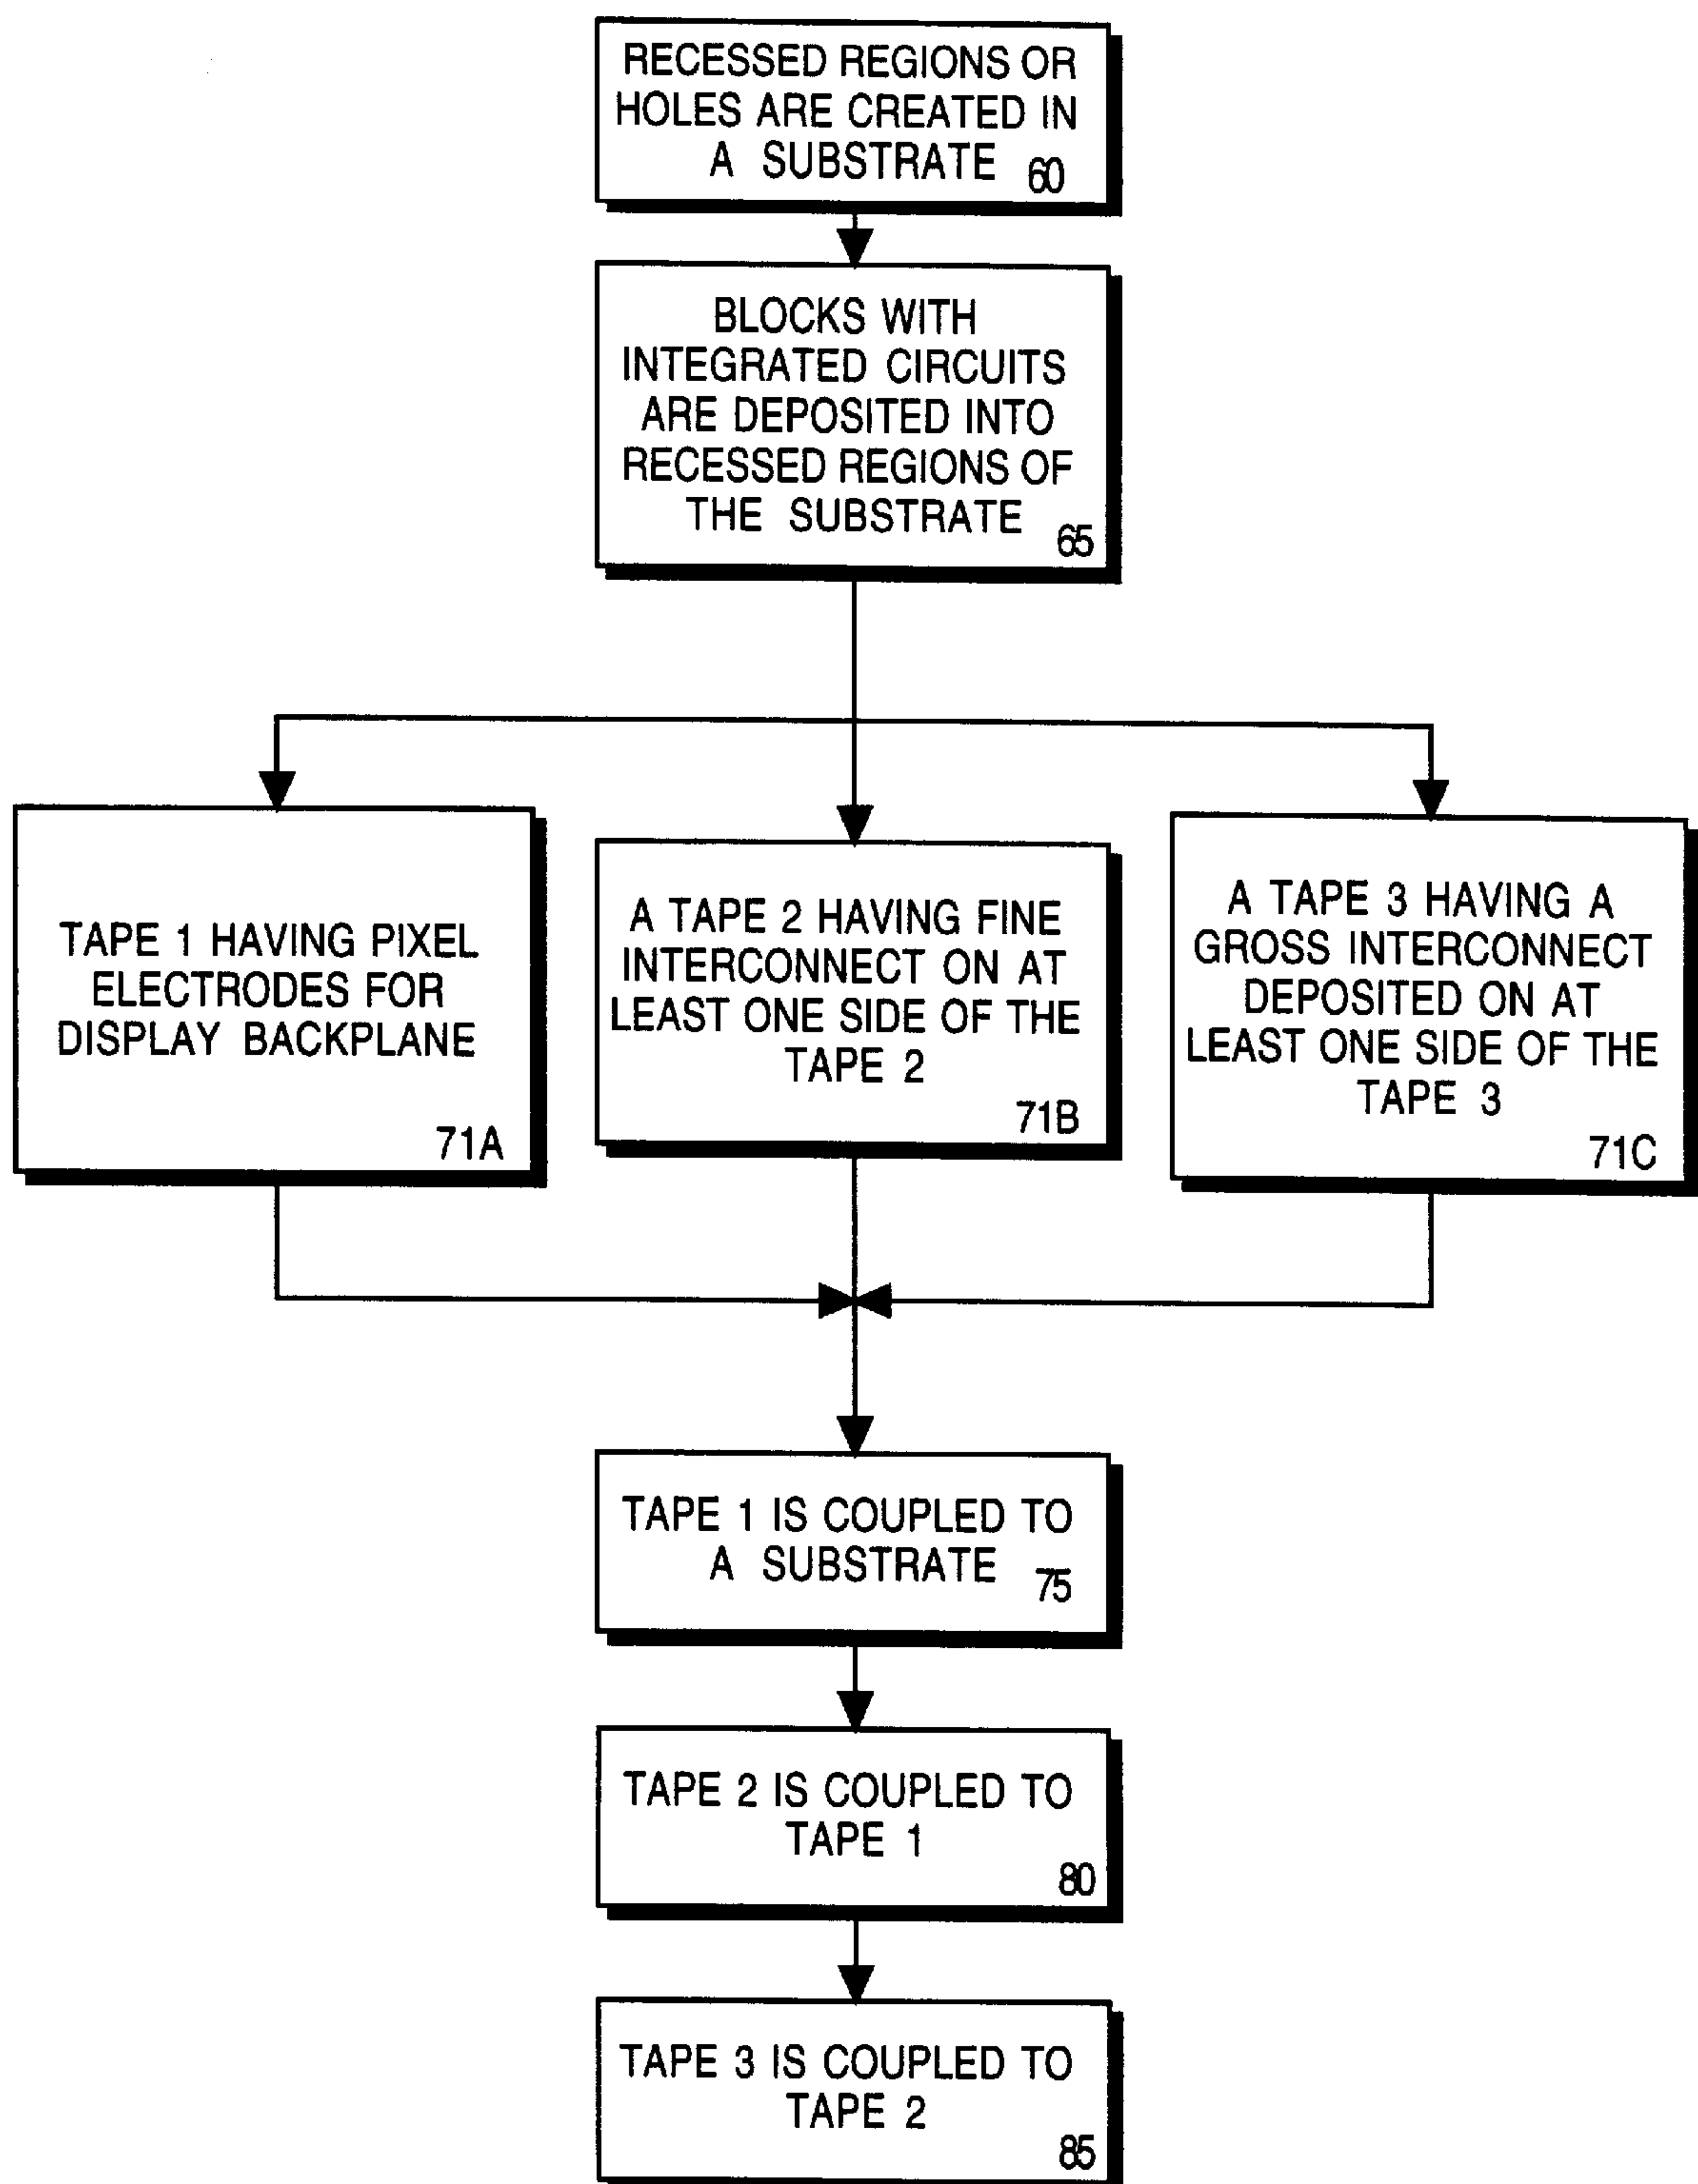 RECESSED REGIONS OR
HOLES ARE CREATED IN
A SUBSTRATE 60
BLOCKS WITH
INTEGRATED CIRCUITS
ARE DEPOSITED INTO
RECESSED REGIONS OF
THE SUBSTRATE
65
TAPE 1 HAVING PIXEL
ELECTRODES FOR
DISPLAY BACKPLANE
71A
A TAPE 2 HAVING FINE
INTERCONNECT ON AT
LEAST ONE SIDE OF THE
TAPE 2
71B
A TAPE 3 HAVING A
GROSS INTERCONNECT
DEPOSITED ON AT
LEAST ONE SIDE OF THE
TAPE 3
71C
TAPE 1 IS COUPLED TO
A SUBSTRATE 75
TAPE 2 IS COUPLED TO
TAPE 1
80
TAPE 3 IS COUPLED TO
TAPE 2
85